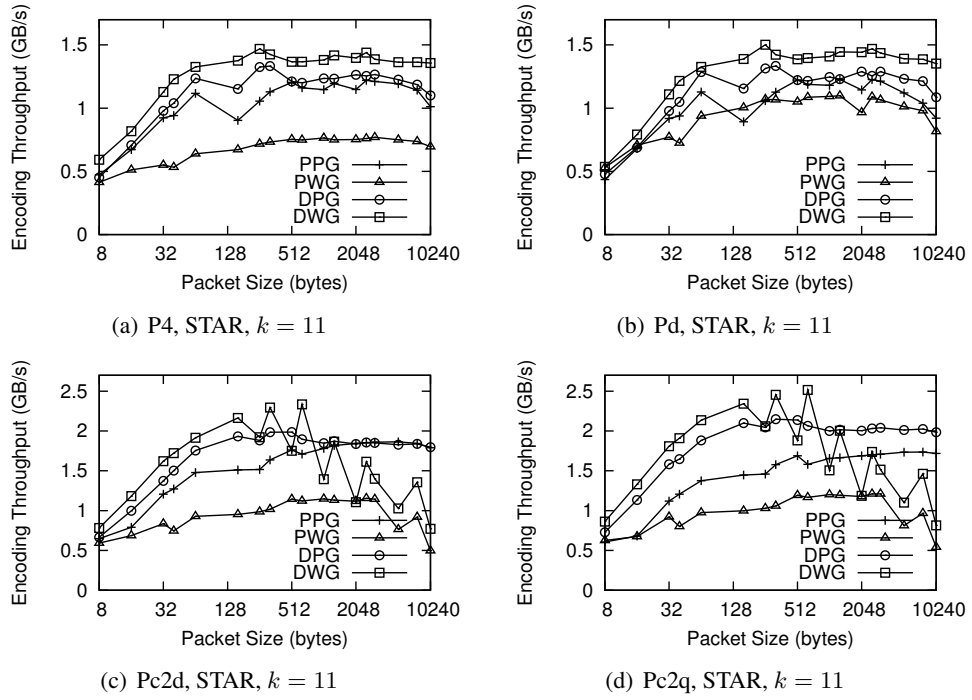 Encoding Throughput (GB/s)
1.5
1
0.5
0
PPG
PWG
DPG
DWG
8 32 128 512 2048 10240
Packet Size (bytes)
(a) P4, STAR, k = 11
Encoding Throughput (GB/s)
1.5
1
0.5
0
PPG
PWG
DPG
DWG
8 32 128 512 2048 10240
Packet Size (bytes)
(b) Pd, STAR, k = 11
Encoding Throughput (GB/s)
2.5
2
1.5
1
0.5
0
PPG
PWG
DPG
DWG
8 32 128 512 2048 10240
Packet Size (bytes)
(c) Pc2d, STAR, k = 11
Encoding Throughput (GB/s)
2.5
2
1.5
1
0.5
0
PPG
PWG
DPG
DWG
8 32 128 512 2048 10240
Packet Size (bytes)
(d) Pc2q, STAR, k = 11